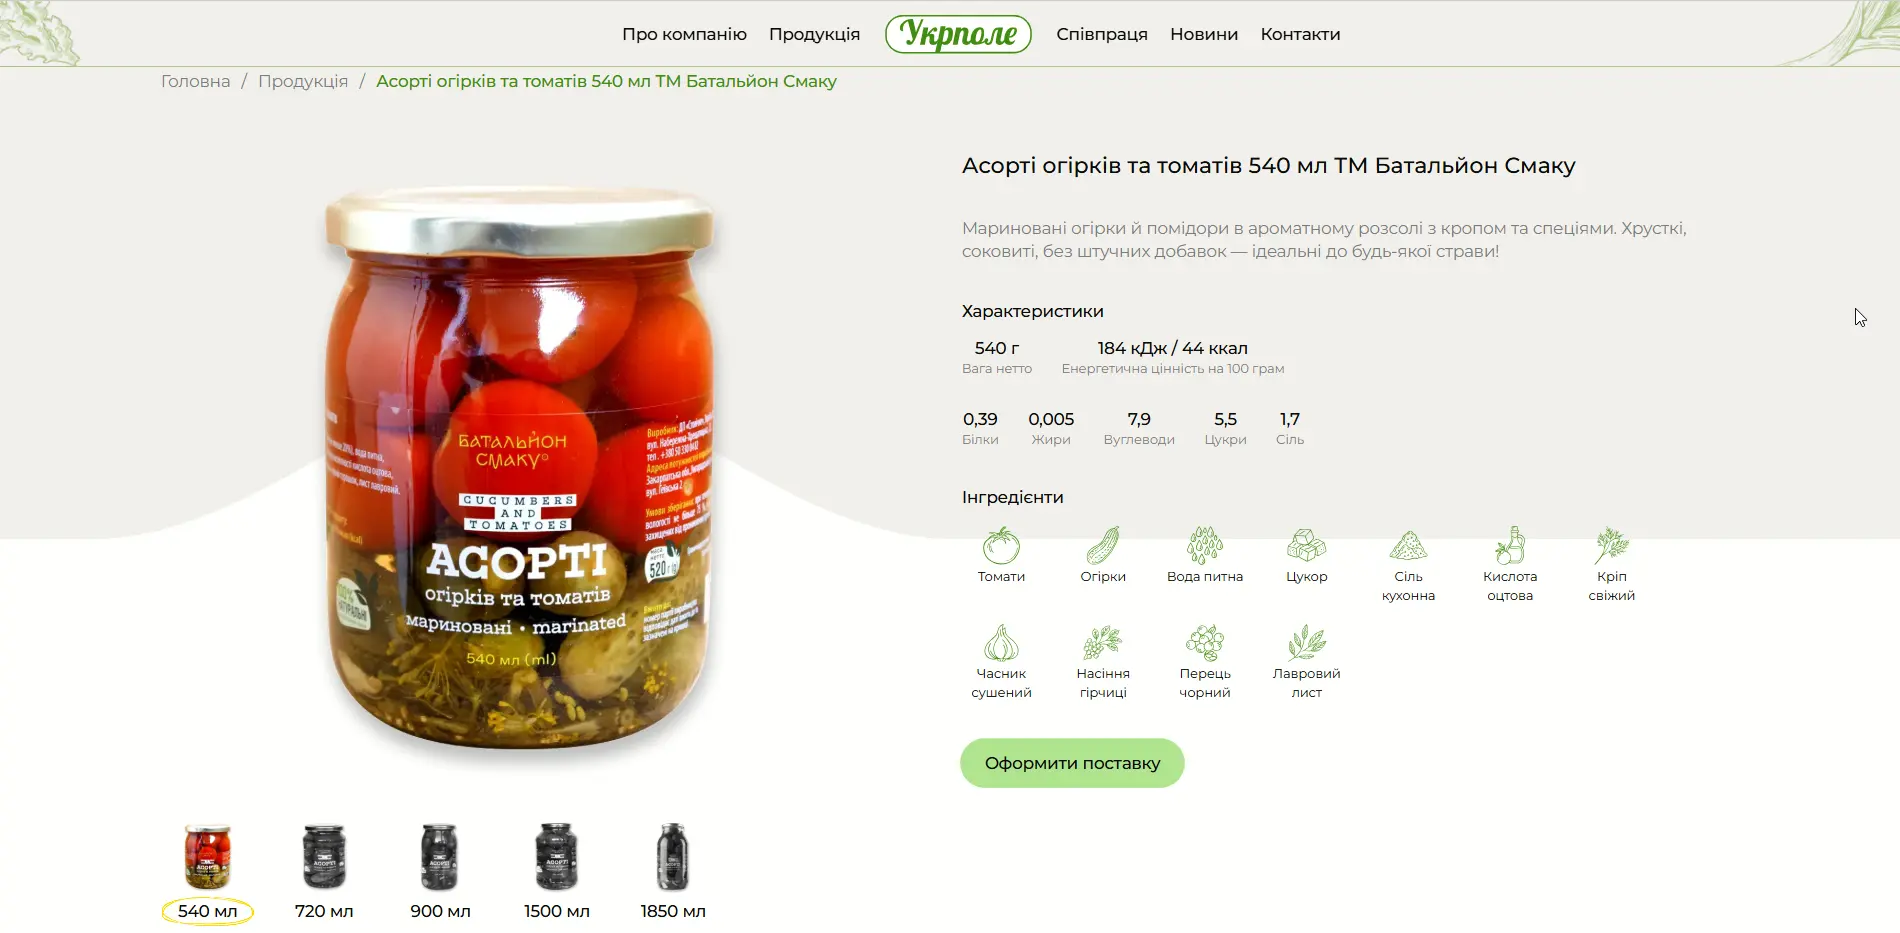 Про компанію
Продукція
Укрполе
Співпраця
Новини
Контакти
Головна / Продукція / Асорті огірків та томатів 540 мл ТМ Батальйон Смаку
Асорті огірків та томатів 540 мл ТМ Батальйон Смаку
Мариновані огірки й помідори в ароматному розсолі з кропом та спеціями. Хрусткі,
соковиті, без штучних добавок — ідеальні до будь-якої страви!
Характеристики
540 г
Вага нетто
184 кДж / 44 ккал
Енергетична цінність на 100 грам
0,39
Білки
0,005
Жири
7,9
Вуглеводи
5,5
Цукри
1,7
Сіль
Інгредієнти
Томати
Огірки
Вода питна
Цукор
Сіль
кухонна
Кислота
оцтова
Кріп
свіжий
Часник
сушений
Насіння
гірчиці
Перець
чорний
Лавровий
лист
Оформити поставку
БАТАЛЬЙОН
СМАКУ
CUCUMBERS
AND
TOMATOES
АСОРТІ
огірків та томатів
мариновані • marinated
540 мл (ml)
520 г
540 мл
720 мл
900 мл
1500 мл
1850 мл